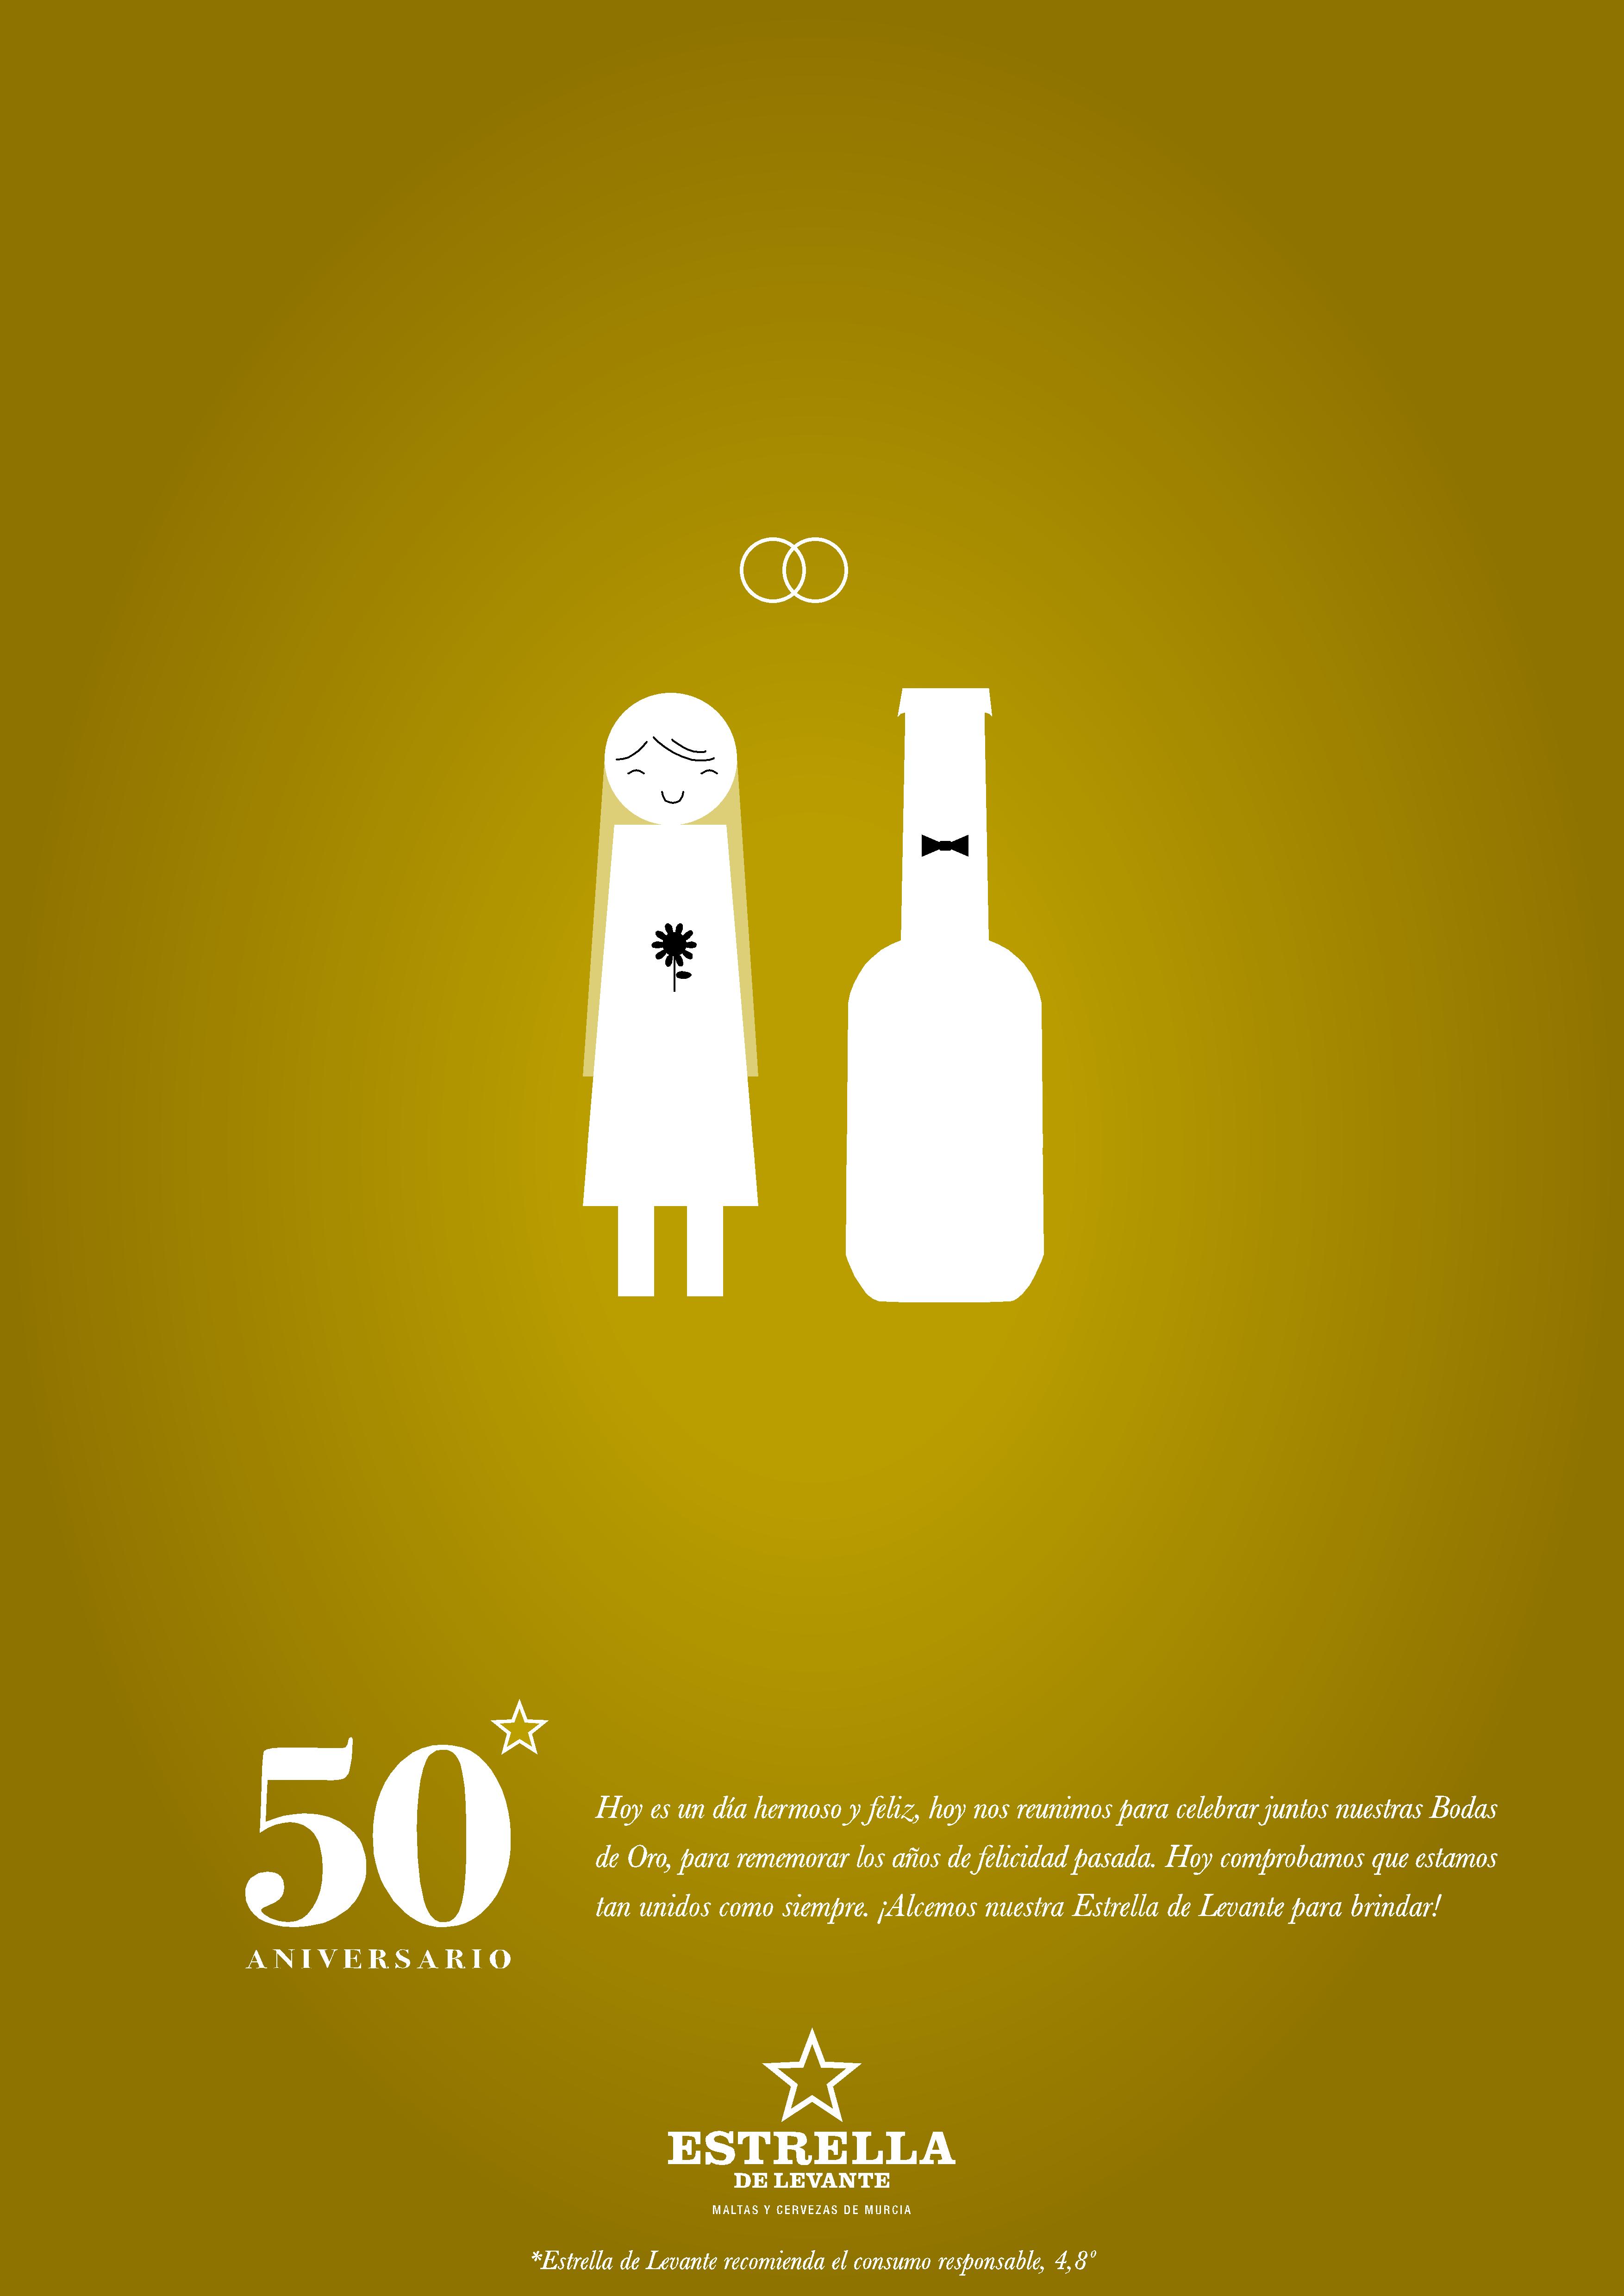 50
ANIVERSARIO
Hoy es un día hermoso y feliz, hoy nos reunimos para celebrar juntos nuestras Bodas
de Oro, para rememorar los años de felicidad pasada. Hoy comprobamos que estamos
tan unidos como siempre. ¡Alcemos nuestra Estrella de Levante para brindar!
ESTRELLA
DE LEVANTE
MALTAS Y CERVEZAS DE MURCIA
*Estrella de Levante recomienda el consumo responsable, 4,8º